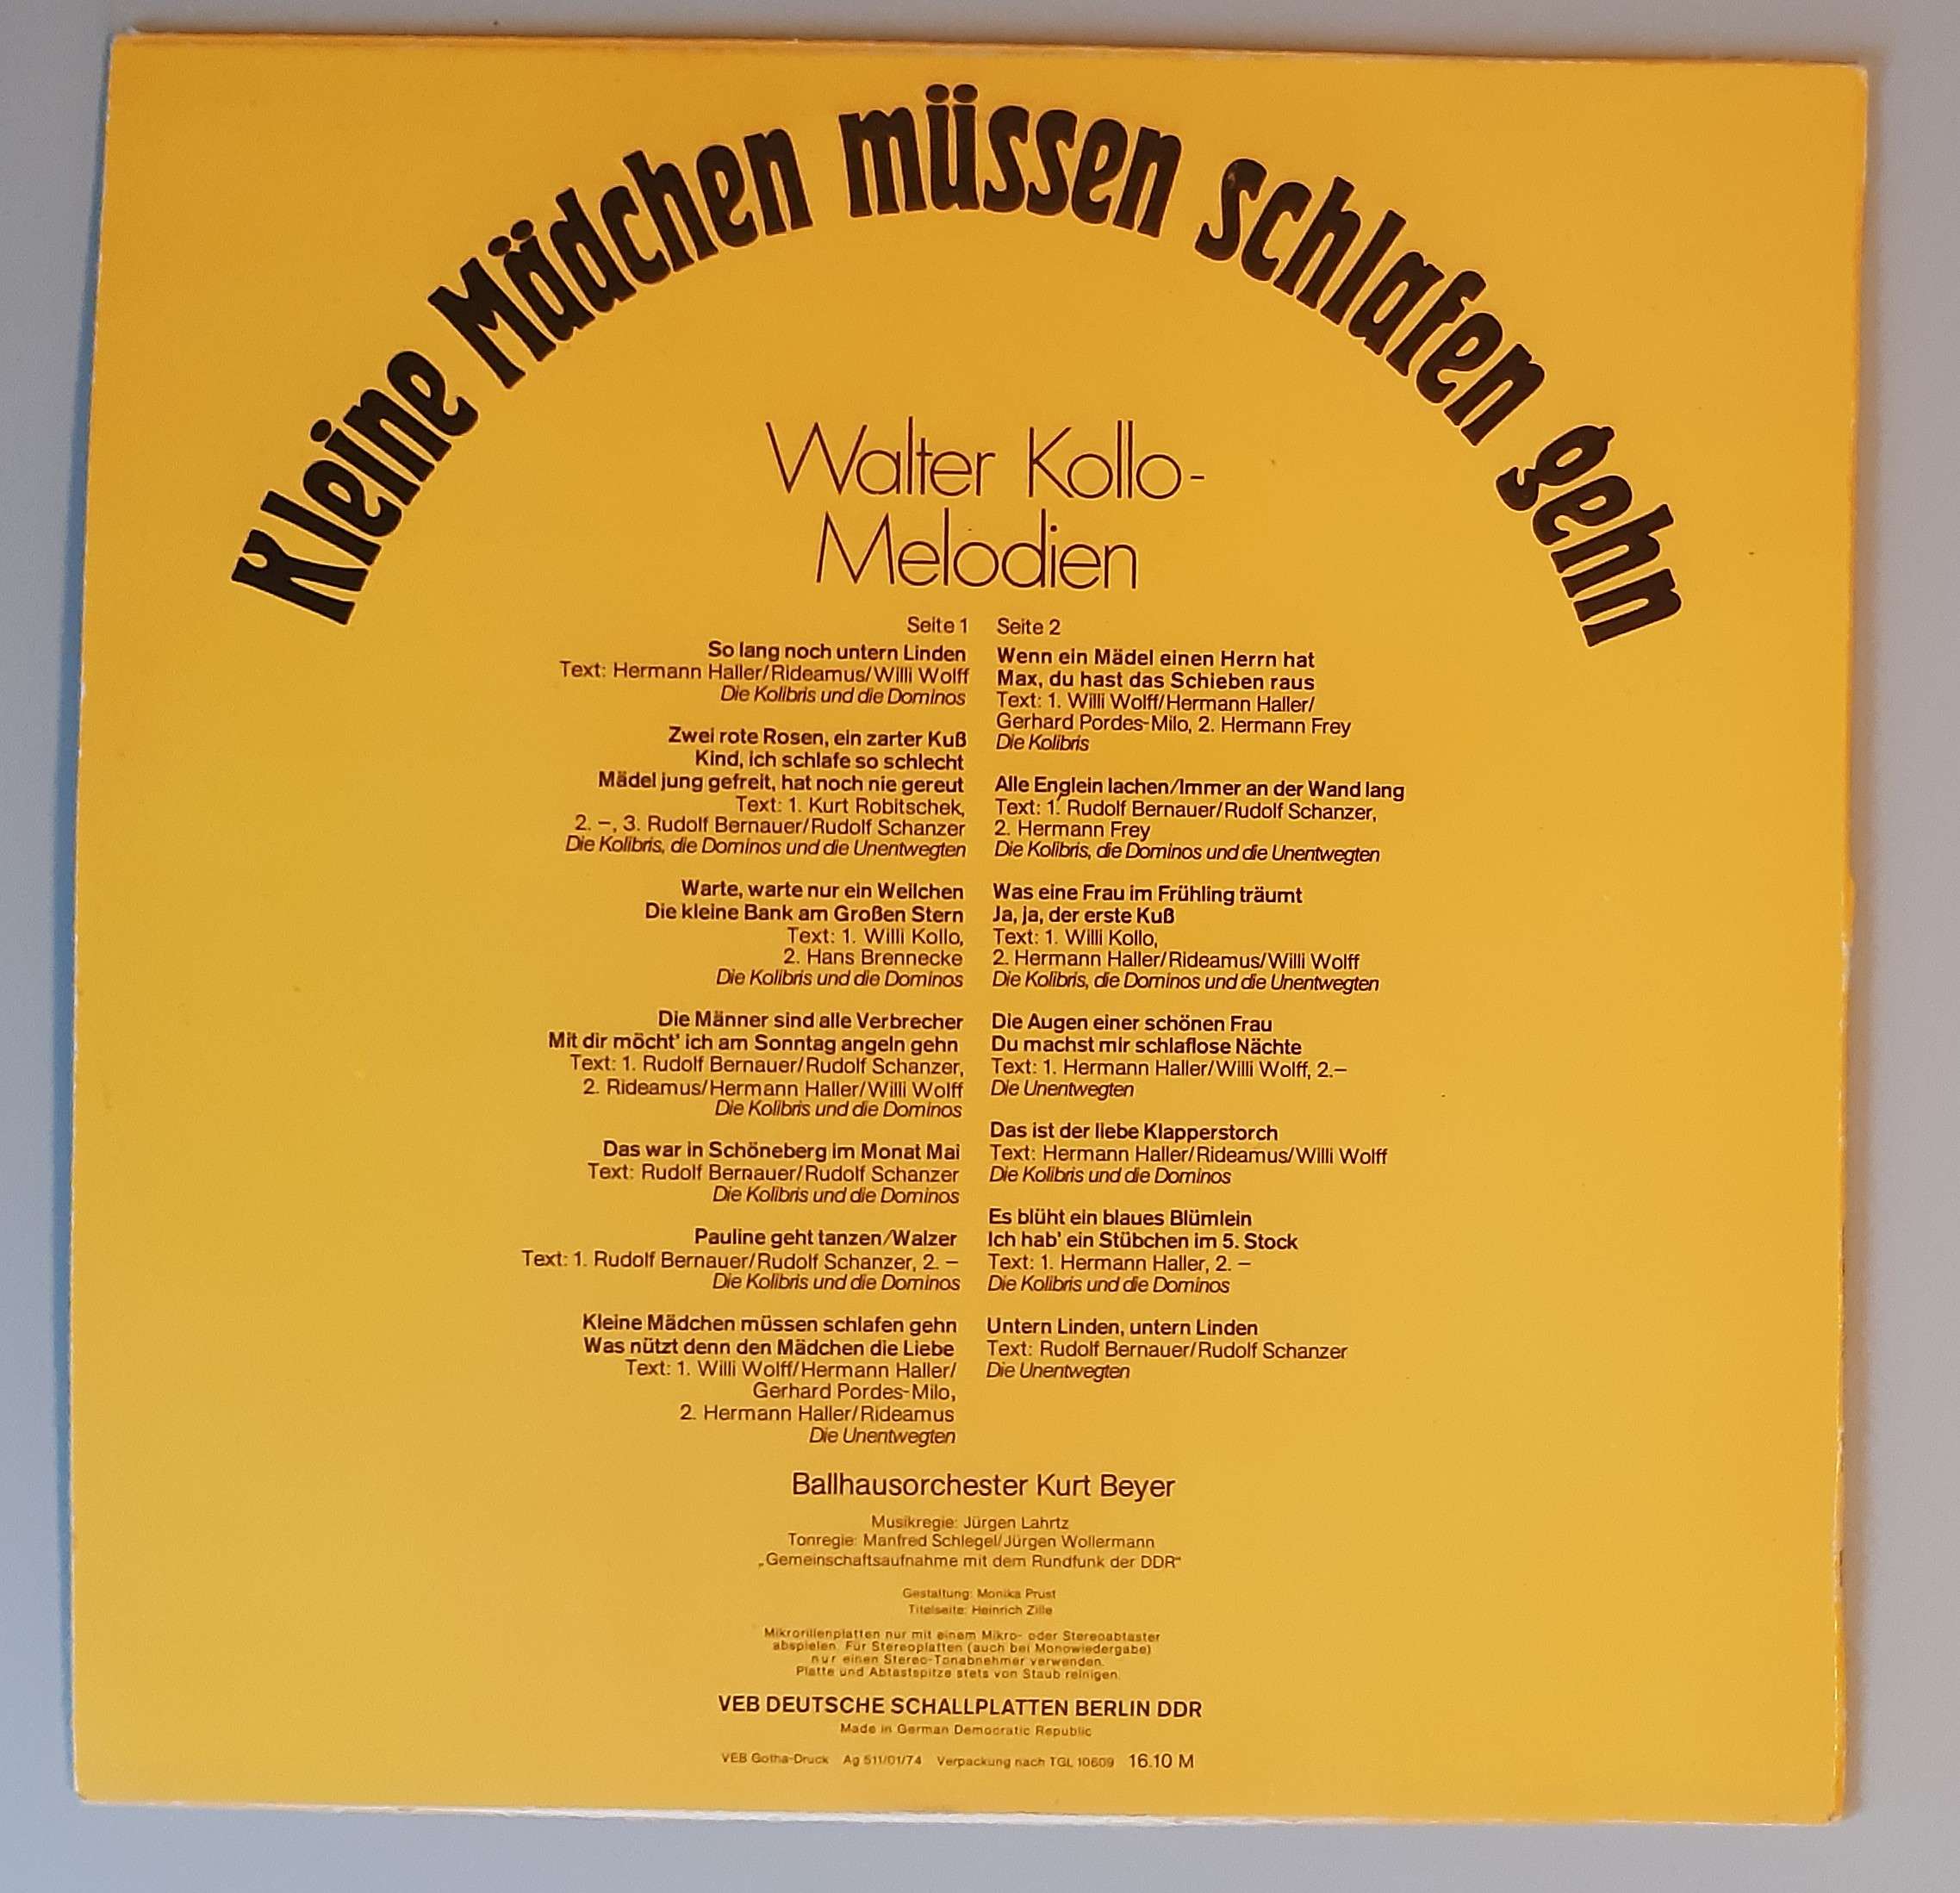 Kleine Mädchen müssen schlafen gehn
Walter Kollo-
Melodien
Seite 1
So lang noch untern Linden
Text: Hermann Haller/Rideamus/Willi Wolff
Die Kolibris und die Dominos
Zwei rote Rosen, ein zarter Kuß
Kind, ich schlafe so schlecht
Mädel jung gefreit, hat noch nie gereut
Text: 1. Kurt Robitschek,
2. –, 3. Rudolf Bernauer/Rudolf Schanzer
Die Kolibris, die Dominos und die Unentwegten
Warte, warte nur ein Weilchen
Die kleine Bank am Großen Stern
Text: 1. Willi Kollo,
2. Hans Brennecke
Die Kolibris und die Dominos
Die Männer sind alle Verbrecher
Mit dir möcht' ich am Sonntag angeln gehn
Text: 1. Rudolf Bernauer/Rudolf Schanzer,
2. Rideamus/Hermann Haller/Willi Wolff
Die Kolibris und die Dominos
Das war in Schöneberg im Monat Mai
Text: Rudolf Bernauer/Rudolf Schanzer
Die Kolibris und die Dominos
Pauline geht tanzen/Walzer
Text: 1. Rudolf Bernauer/Rudolf Schanzer, 2. –
Die Kolibris und die Dominos
Kleine Mädchen müssen schlafen gehn
Was nützt denn den Mädchen die Liebe
Text: 1. Willi Wolff/Hermann Haller/
Gerhard Pordes-Milo,
2. Hermann Haller/Rideamus
Die Unentwegten
Seite 2
Wenn ein Mädel einen Herrn hat
Max, du hast das Schieben raus
Text: 1. Willi Wolff/Hermann Haller/
Gerhard Pordes-Milo, 2. Hermann Frey
Die Kolibris
Alle Englein lachen/Immer an der Wand lang
Text: 1. Rudolf Bernauer/Rudolf Schanzer,
2. Hermann Frey
Die Kolibris, die Dominos und die Unentwegten
Was eine Frau im Frühling träumt
Ja, ja, der erste Kuß
Text: 1. Willi Kollo,
2. Hermann Haller/Rideamus/Willi Wolff
Die Kolibris, die Dominos und die Unentwegten
Die Augen einer schönen Frau
Du machst mir schlaflose Nächte
Text: 1. Hermann Haller/Willi Wolff, 2.–
Die Unentwegten
Das ist der liebe Klapperstorch
Text: Hermann Haller/Rideamus/Willi Wolff
Die Kolibris und die Dominos
Es blüht ein blaues Blümlein
Ich hab' ein Stübchen im 5. Stock
Text: 1. Hermann Haller, 2. –
Die Kolibris und die Dominos
Untern Linden, untern Linden
Text: Rudolf Bernauer/Rudolf Schanzer
Die Unentwegten
Ballhausorchester Kurt Beyer
Musikregie: Jürgen Lahrtz
Tonregie: Manfred Schlegel/Jürgen Wollermann
„Gemeinschaftsaufnahme mit dem Rundfunk der DDR“
Gestaltung: Monika Prust
Titelseite: Heinrich Zille
Mikrorillenplatten nur mit einem Mikro- oder Stereoabtaster
abspielen. Für Stereoplatten (auch bei Monowiedergabe)
nur einen Stereo-Tonabnehmer verwenden.
Platte und Abtastspitze stets von Staub reinigen.
VEB DEUTSCHE SCHALLPLATTEN BERLIN DDR
Made in German Democratic Republic
VEB Gotha-Druck Ag 511/01/74 Verpackung nach TGL 10609 16.10 M